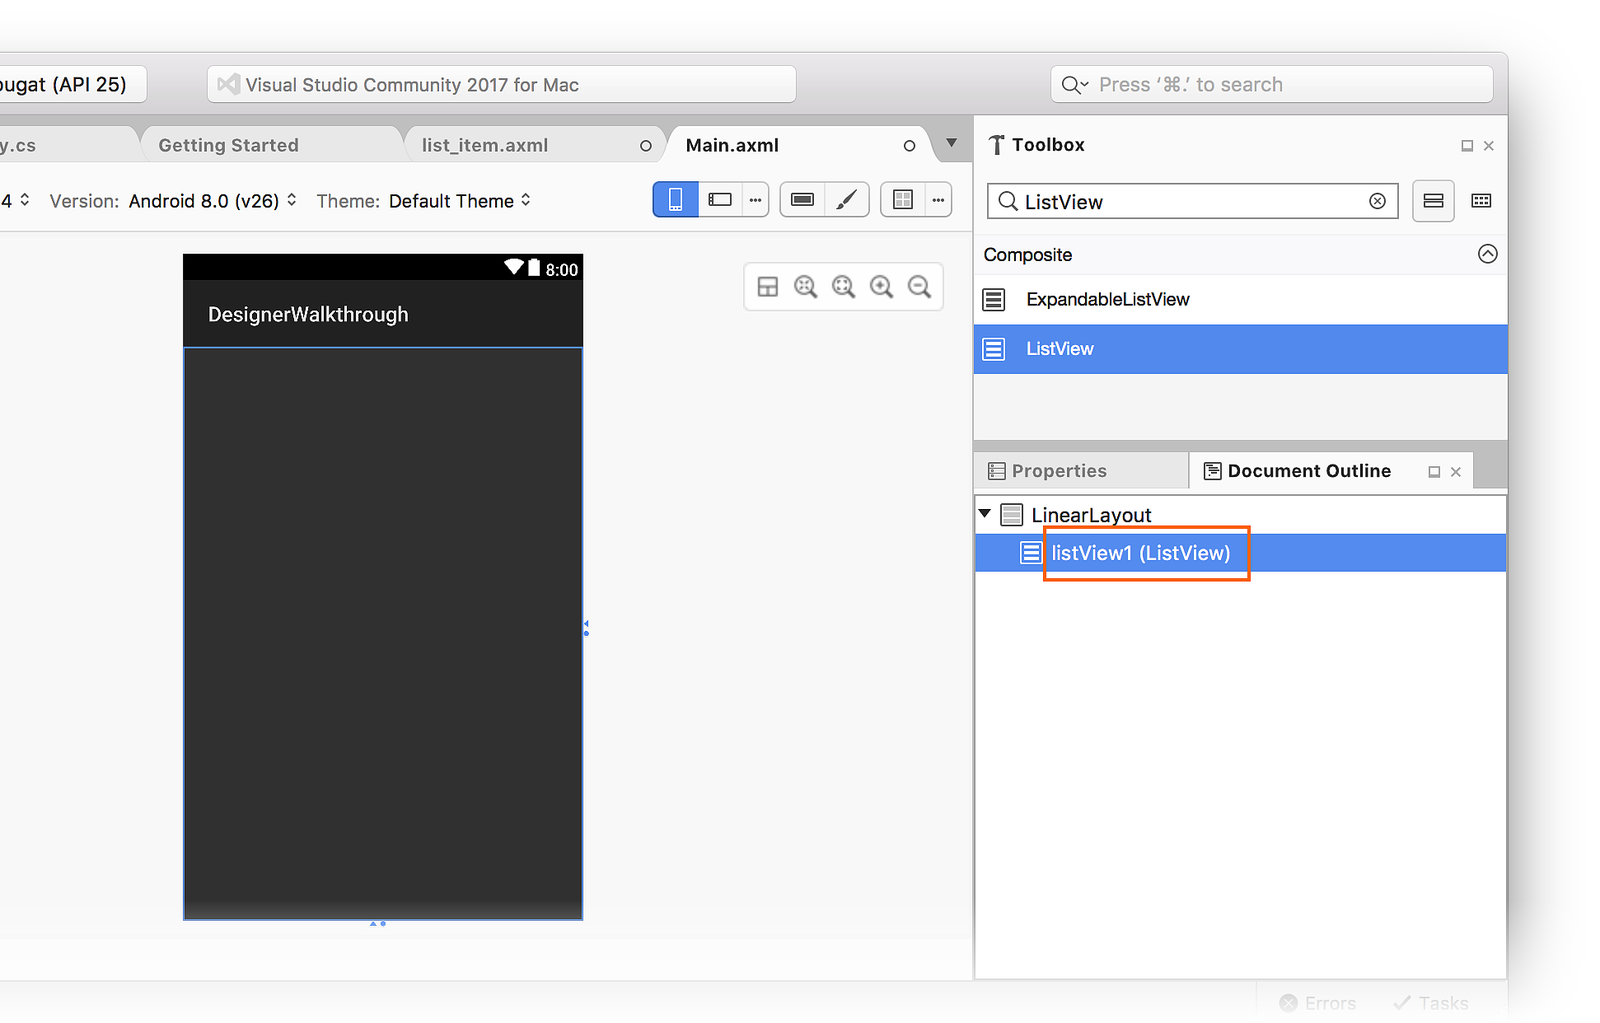 ougat (API 25)
Visual Studio Community 2017 for Mac
Press ‘⌘.’ to search
y.cs
Getting Started
list_item.axml
Main.axml
Toolbox
4
Version: Android 8.0 (v26)
Theme: Default Theme
ListView
Composite
ExpandableListView
ListView
8:00
DesignerWalkthrough
Properties
Document Outline
LinearLayout
listView1 (ListView)
Errors
Tasks